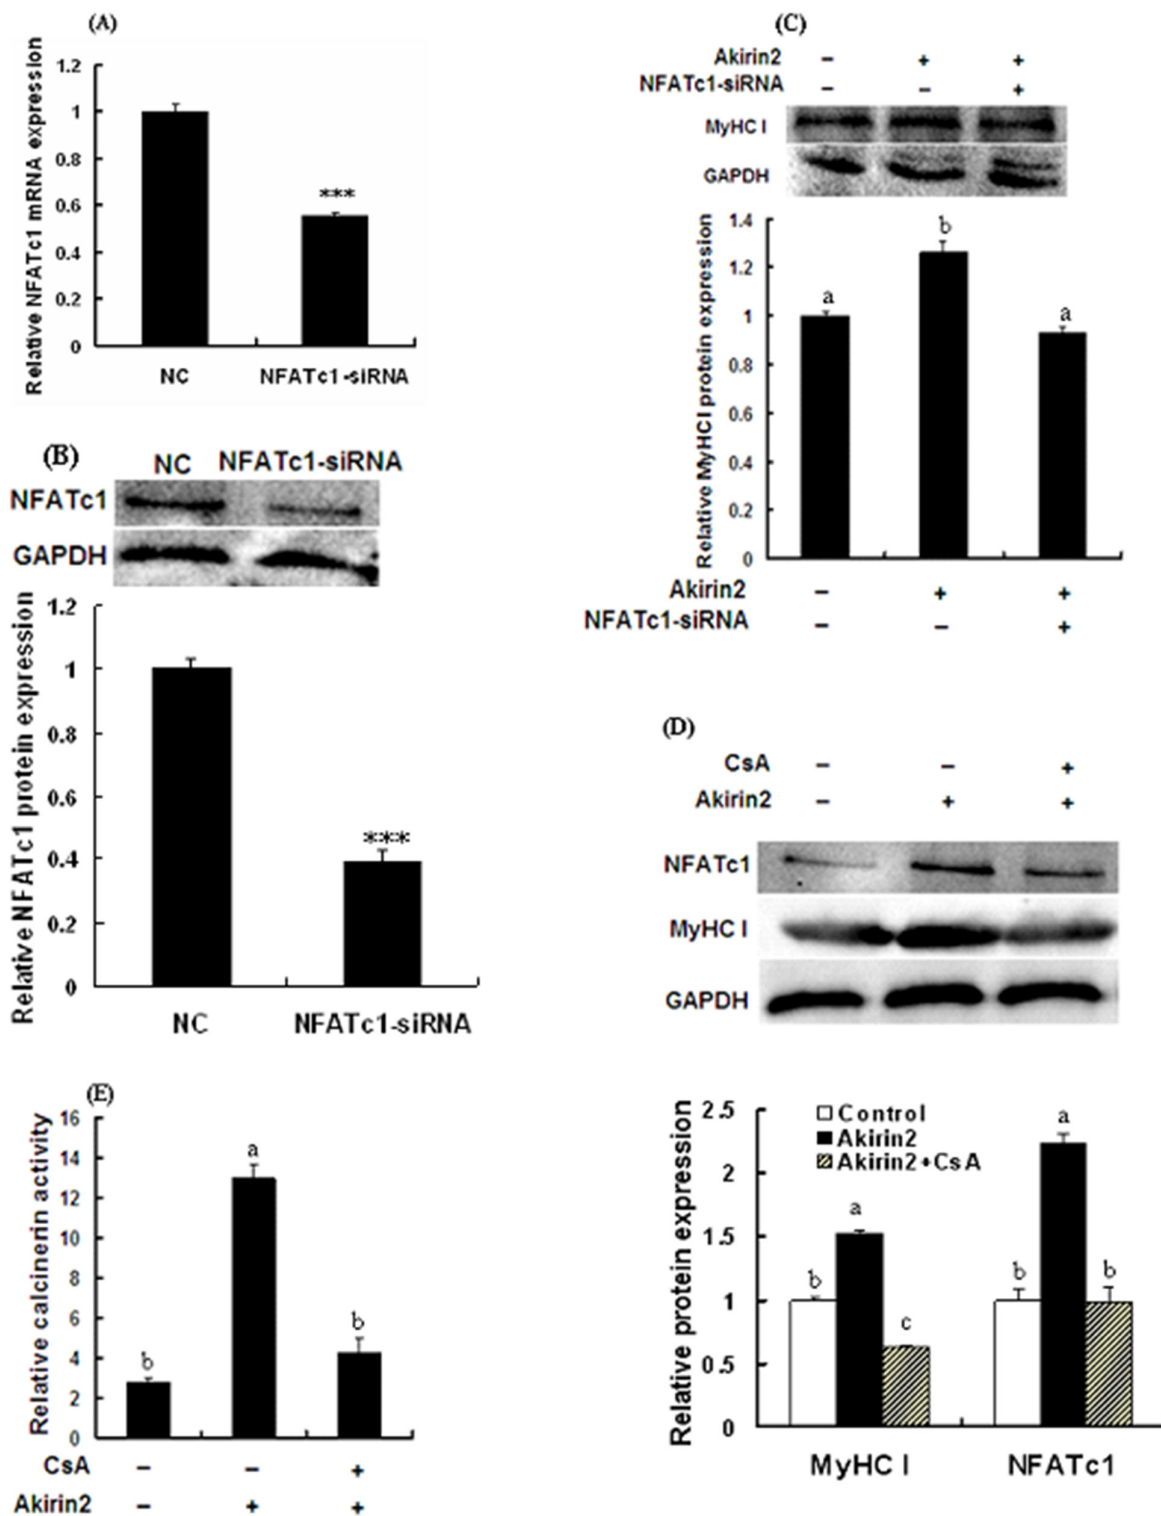 (A)
Relative NFATc1 mRNA expression
1.2
1
0.8
0.6
0.4
0.2
0
***
NC NFATc1-siRNA
(B)
NC NFATc1-siRNA
NFATc1
GAPDH
Relative NFATc1 protein expression
1.2
1
0.8
0.6
0.4
0.2
0
***
NC NFATc1-siRNA
(C)
Akirin2 – + +
NFATc1-siRNA – – +
MyHC I
GAPDH
Relative MyHCI protein expression
1.4
1.2
1
0.8
0.6
0.4
0.2
0
a b a
Akirin2 – + +
NFATc1-siRNA – – +
(D)
CsA – – +
Akirin2 – + +
NFATc1
MyHC I
GAPDH
Relative protein expression
2.5
2
1.5
1
0.5
0
Control
Akirin2
Akirin2+CsA
b a c b a b
MyHC I NFATc1
(E)
Relative calcinerin activity
16
14
12
10
8
6
4
2
0
b a b
CsA – – +
Akirin2 – + +